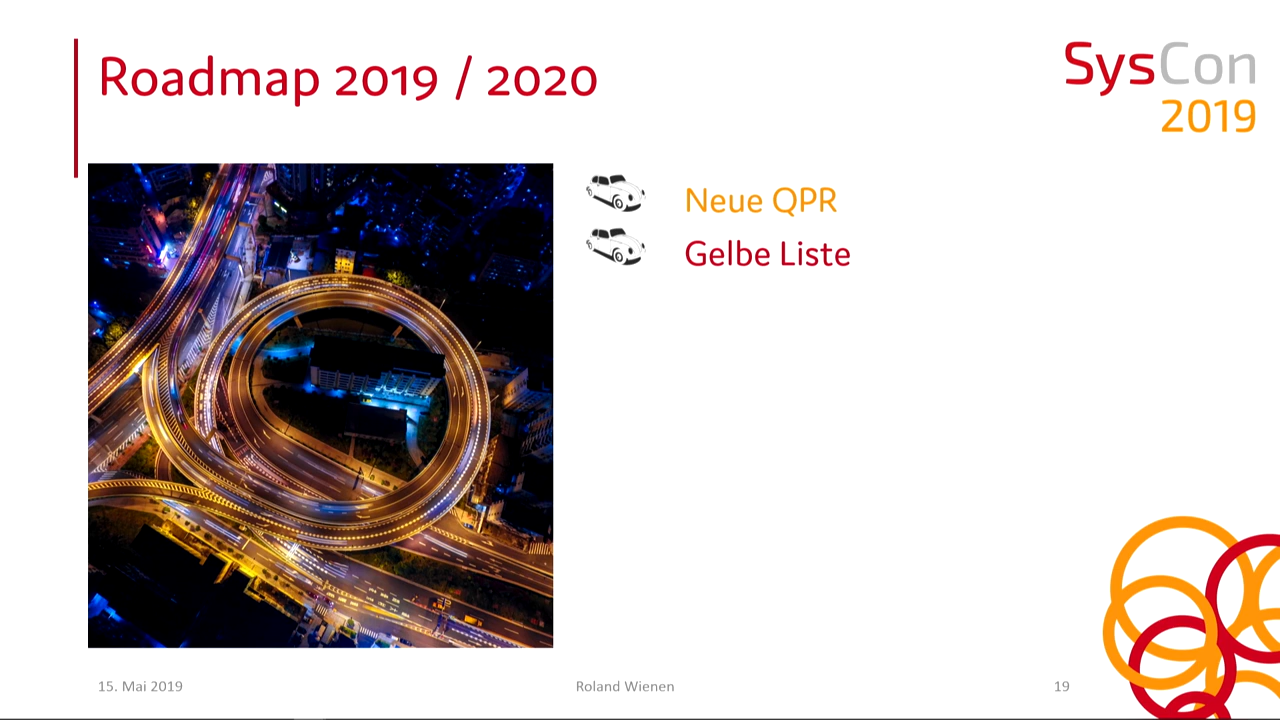 Roadmap 2019 / 2020
SysCon
2019
Neue QPR
Gelbe Liste
15. Mai 2019
Roland Wienen
19